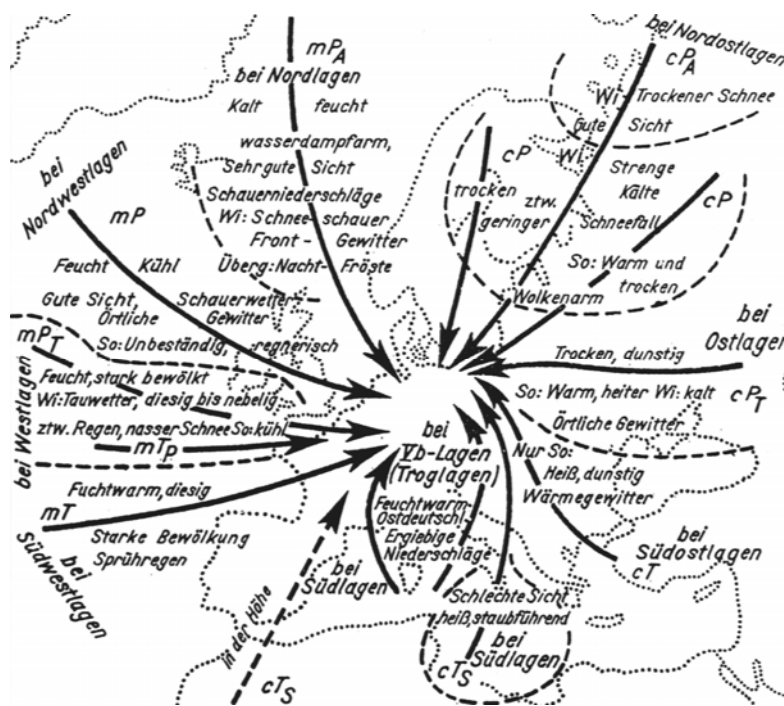 mP_A
bei Nordlagen
Kalt feucht
wasserdampfarm,
Sehr gute Sicht
Schauerniederschläge
Wi: Schnee-schauer
Front - Gewitter
Überg: Nacht- Fröste
bei Nordostlagen
cP_A
Wi Trockener Schnee
Gute Sicht
Wi
Strenge
Kälte
Schneefall
cP
trocken
ztw.
geringer
cP
So: Warm und
trocken
Wolkenarm
bei
Nordwestlagen
mP
Feucht Kühl
Gute Sicht, Schauerwetter
Örtliche Gewitter
So: Unbeständig, regnerisch
bei Westlagen
mP_T
Feucht, stark bewölkt
Wi: Tauwetter, diesig bis nebelig
ztw. Regen, nasser Schnee So: kühl
mT_P
bei
Ostlagen
Trocken, dunstig
cP_T
So: Warm, heiter Wi: kalt
Örtliche Gewitter
mT
Fuchtwarm, diesig
Starke Bewölkung
Sprühregen
bei
Südwestlagen
bei
Vb-Lagen
(Troglagen)
Feuchtwarm
Ostdeutschl.
Ergiebige
Niederschläge
Nur So:
Heiß, dunstig
Wärmegewitter
bei
Südostlagen
cT
bei
Südlagen
in der Höhe
cT_S
Schlechte Sicht
heiß, staubführend
bei
Südlagen
cT_S